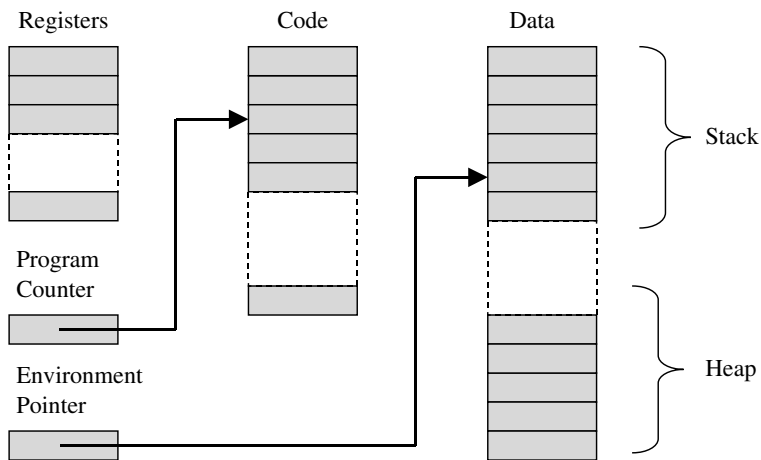 Registers
Code
Data
Stack
Program
Counter
Environment
Pointer
Heap